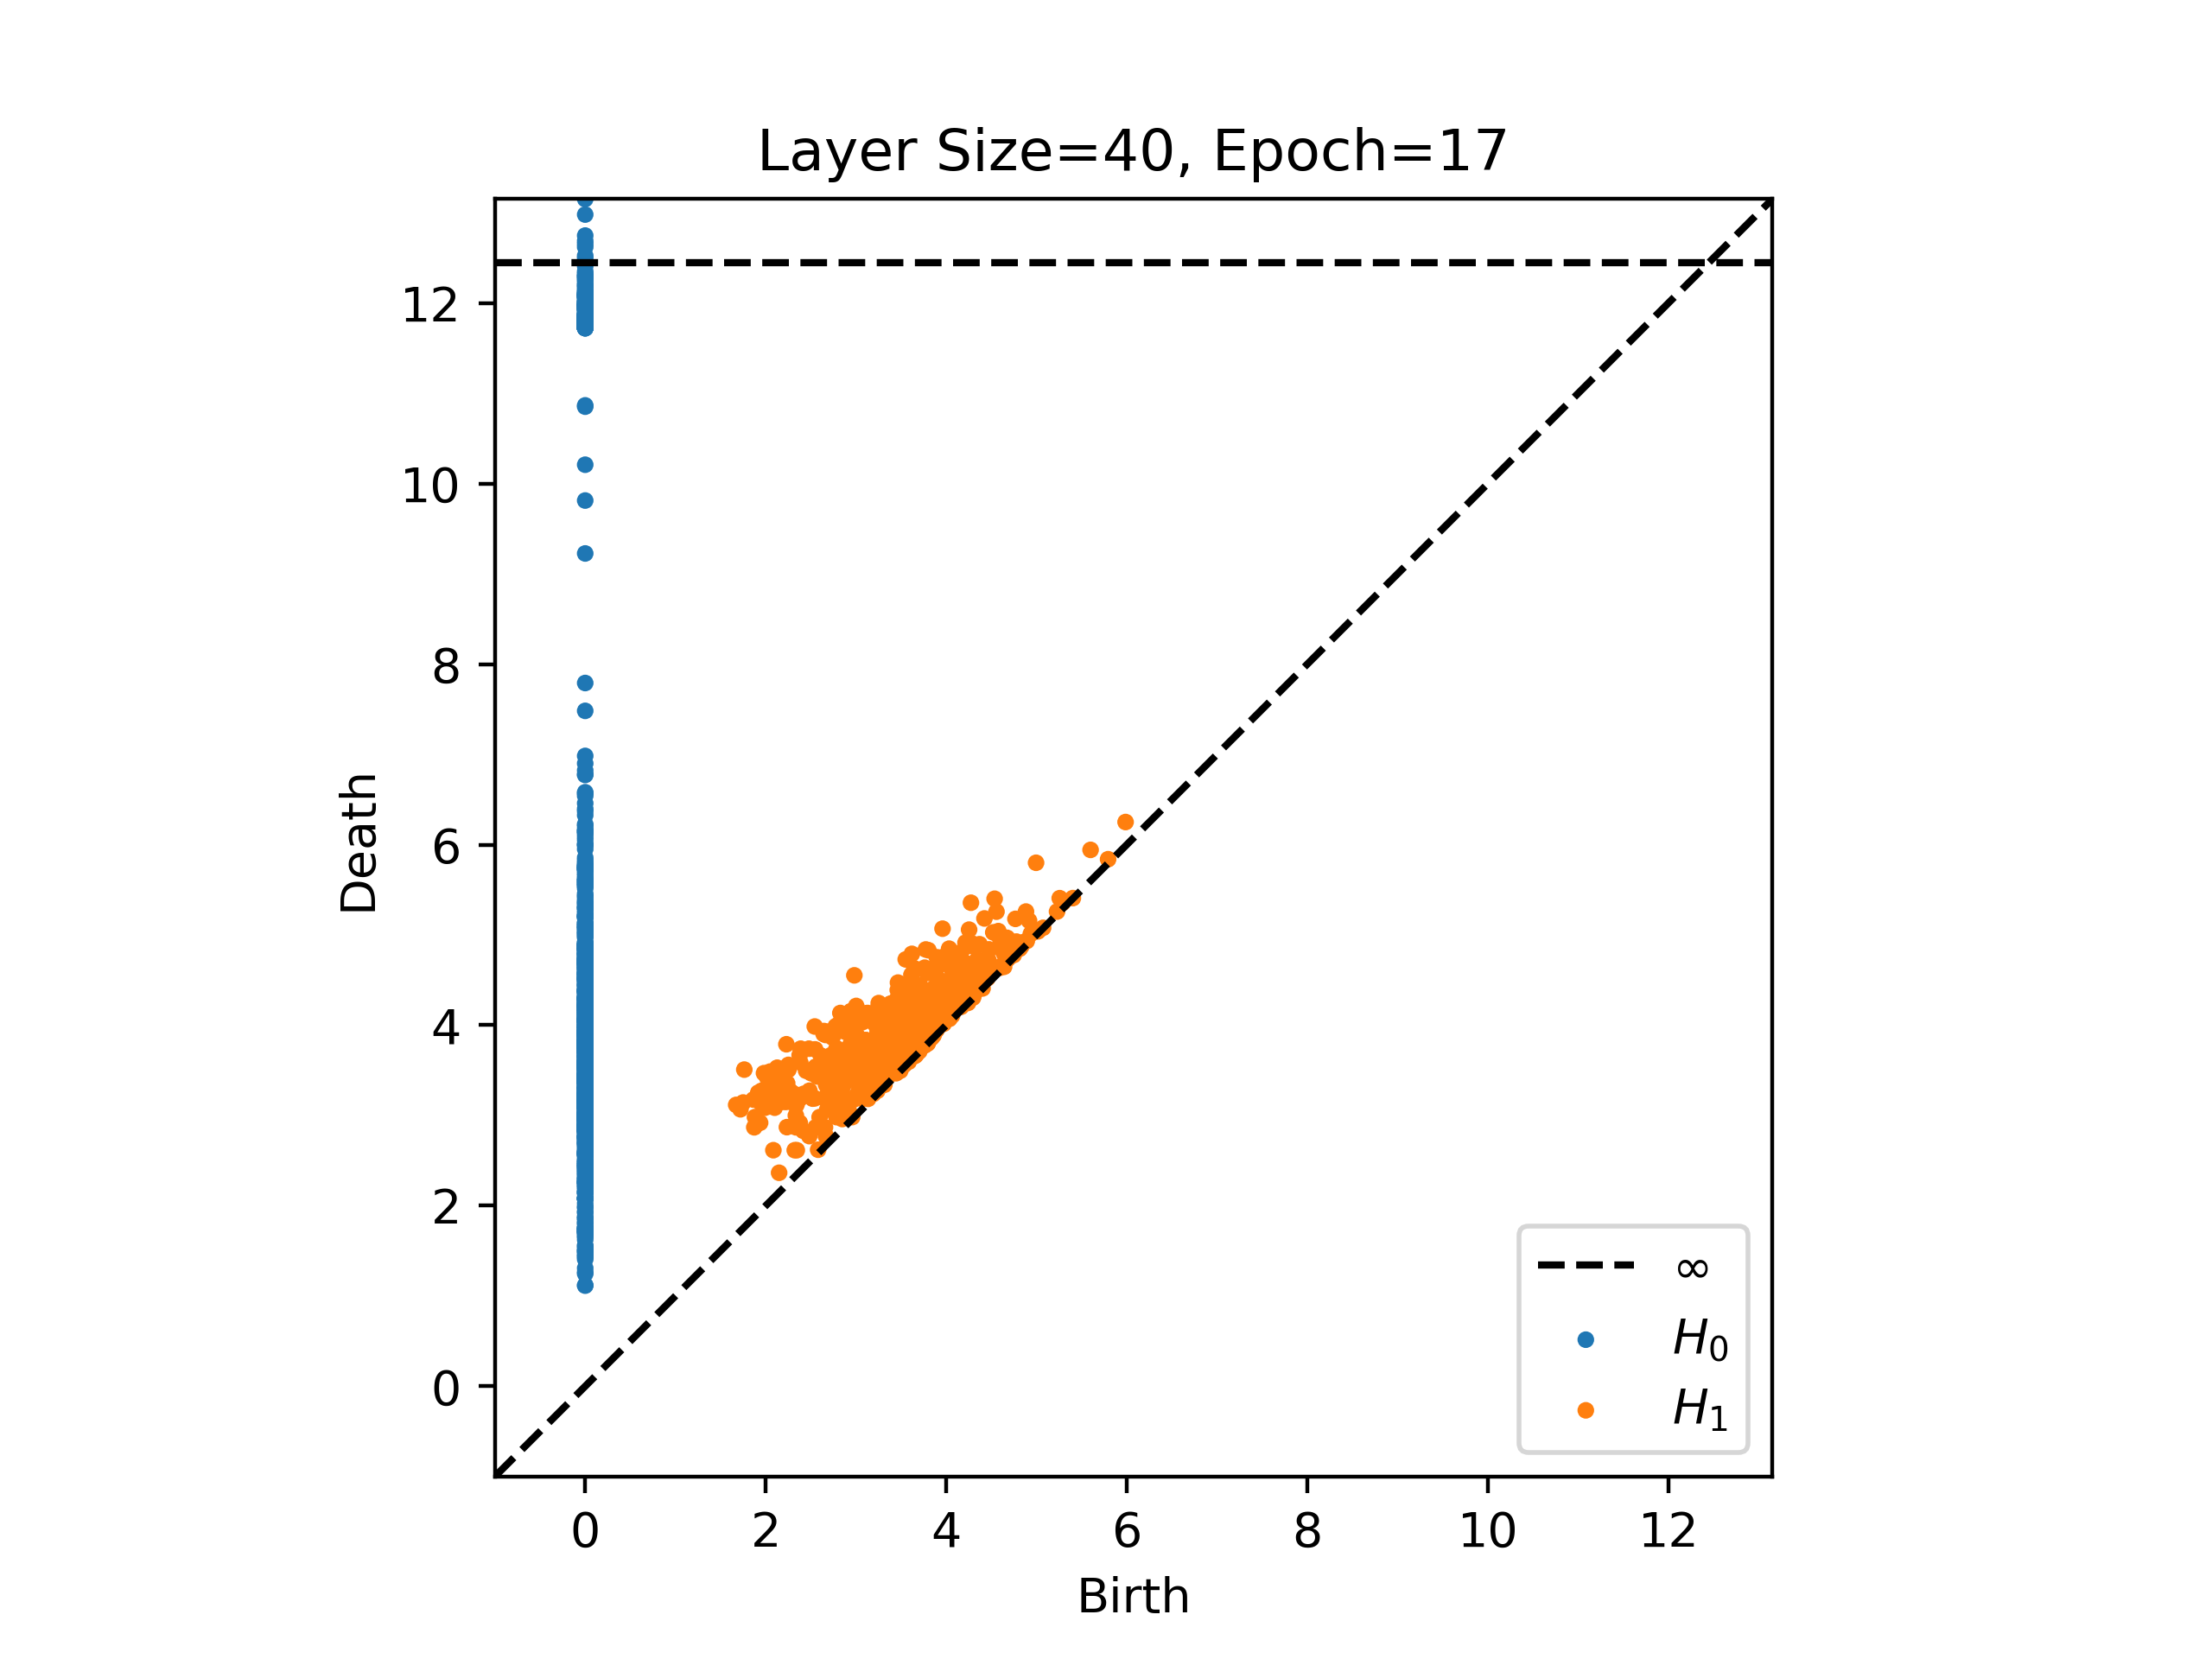 Layer Size=40, Epoch=17
Death
12
10
8
6
4
2
0
0 2 4 6 8 10 12
Birth
∞
H₀
H₁